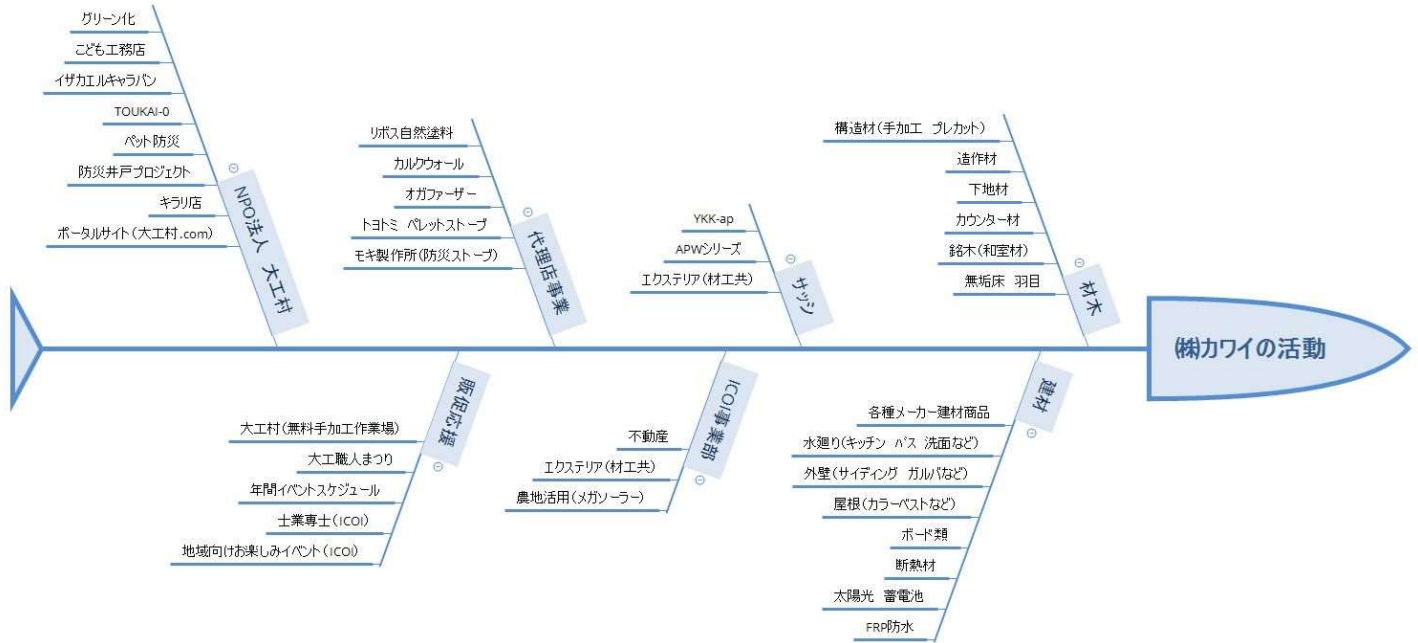 グリーン化
こども工務店
イザカエルキャラバン
TOUKAI-0
ペット防災
防災井戸プロジェクト
キラリ店
ポータルサイト(大工村.com)
NPO法人 大工村
リボス自然塗料
カルクウォール
オガファーザー
トヨトミ ペレットストーブ
モキ製作所(防災ストーブ)
代理店事業
YKK-ap
APWシリーズ
エクステリア(材工共)
サッシ
構造材(手加工 プレカット)
造作材
下地材
カウンター材
銘木(和室材)
無垢床 羽目
材木
㈱カワイの活動
販促応援
大工村(無料手加工作業場)
大工職人まつり
年間イベントスケジュール
士業専士(ICOI)
地域向けお楽しみイベント(ICOI)
ICOI事業部
不動産
エクステリア(材工共)
農地活用(メガソーラー)
建材
各種メーカー建材商品
水廻り(キッチン バス 洗面など)
外壁(サイディング ガルバなど)
屋根(カラーベストなど)
ボード類
断熱材
太陽光 蓄電池
FRP防水